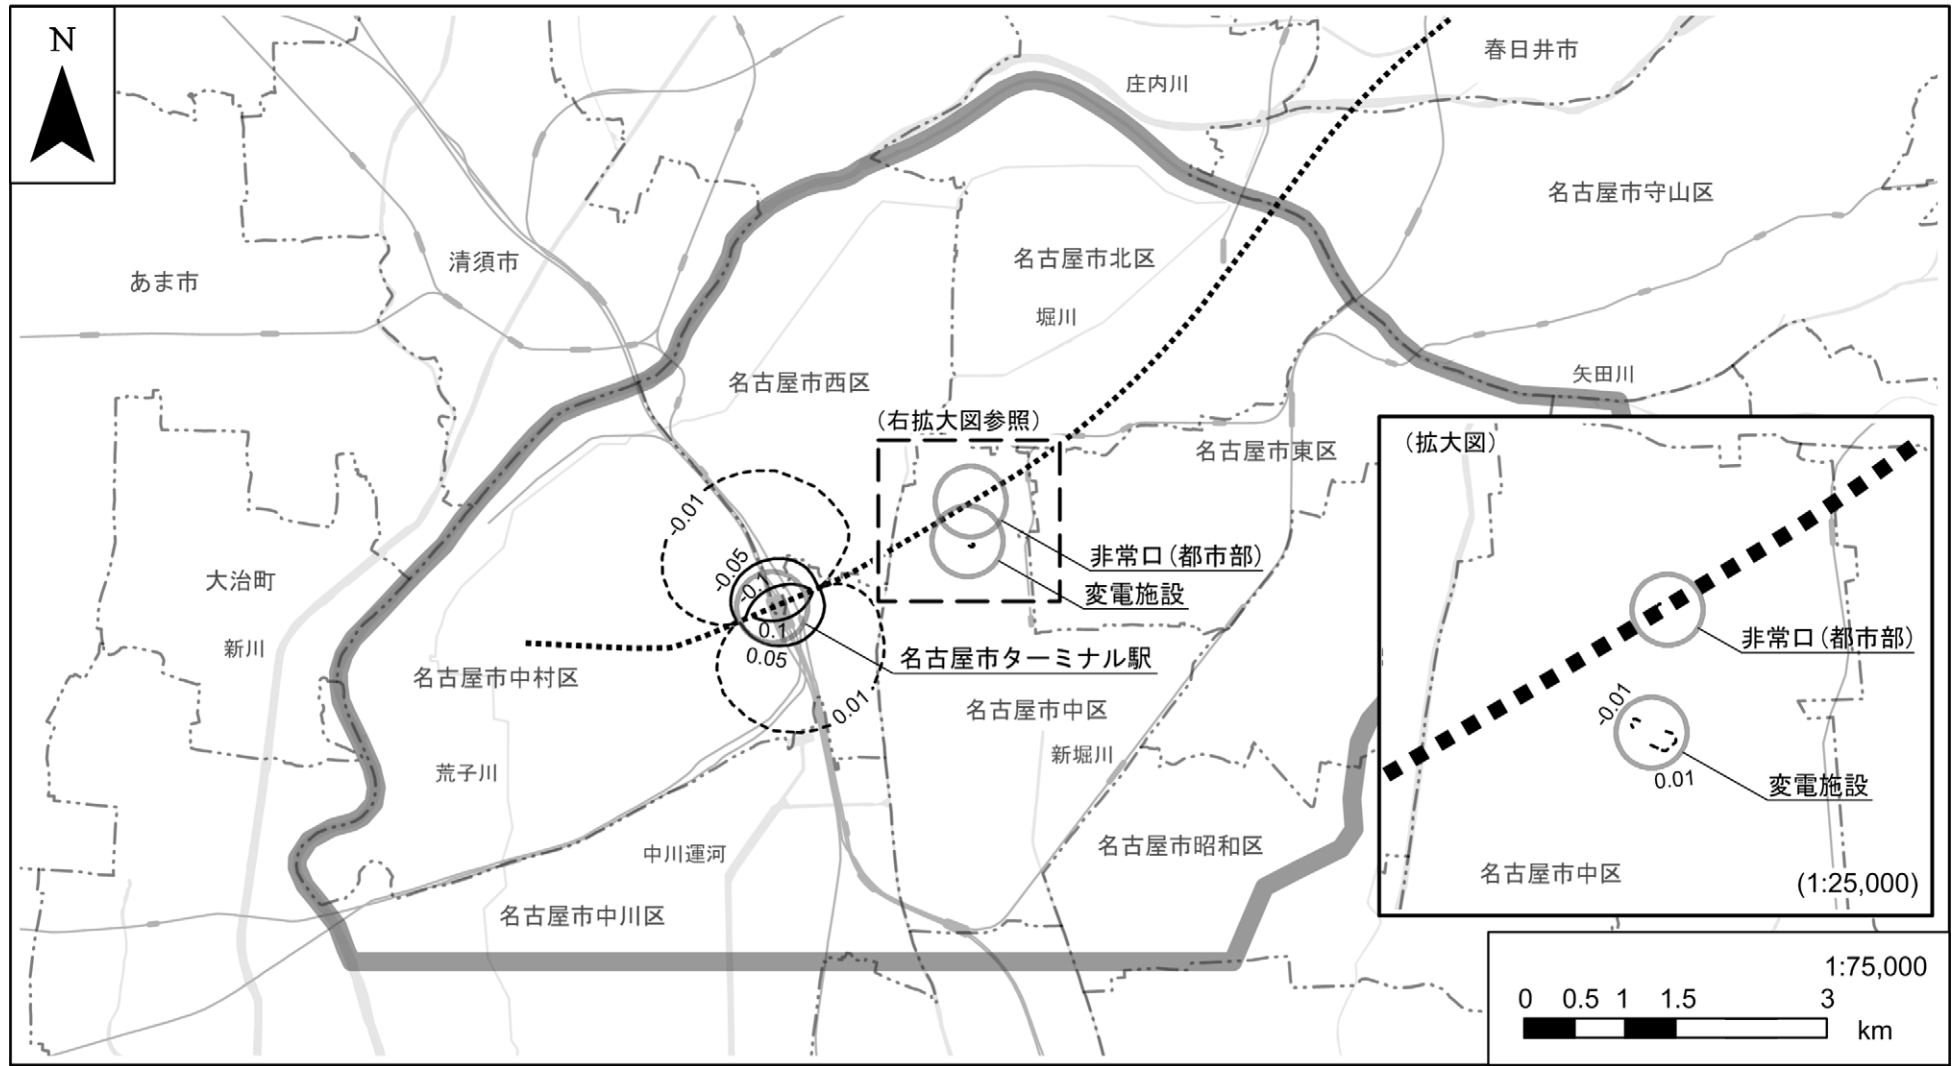 N
春日井市
庄内川
名古屋市守山区
清須市
あま市
名古屋市北区
堀川
名古屋市西区
矢田川
(右拡大図参照)
名古屋市東区
(拡大図)
-0.01
-0.05
-0.1
0.1
0.05
0.01
非常口(都市部)
変電施設
名古屋市ターミナル駅
大治町
新川
名古屋市中村区
名古屋市中区
新堀川
荒子川
中川運河
名古屋市昭和区
名古屋市中川区
非常口(都市部)
-0.01
0.01
変電施設
名古屋市中区
(1:25,000)
1:75,000
0 0.5 1 1.5 3
km